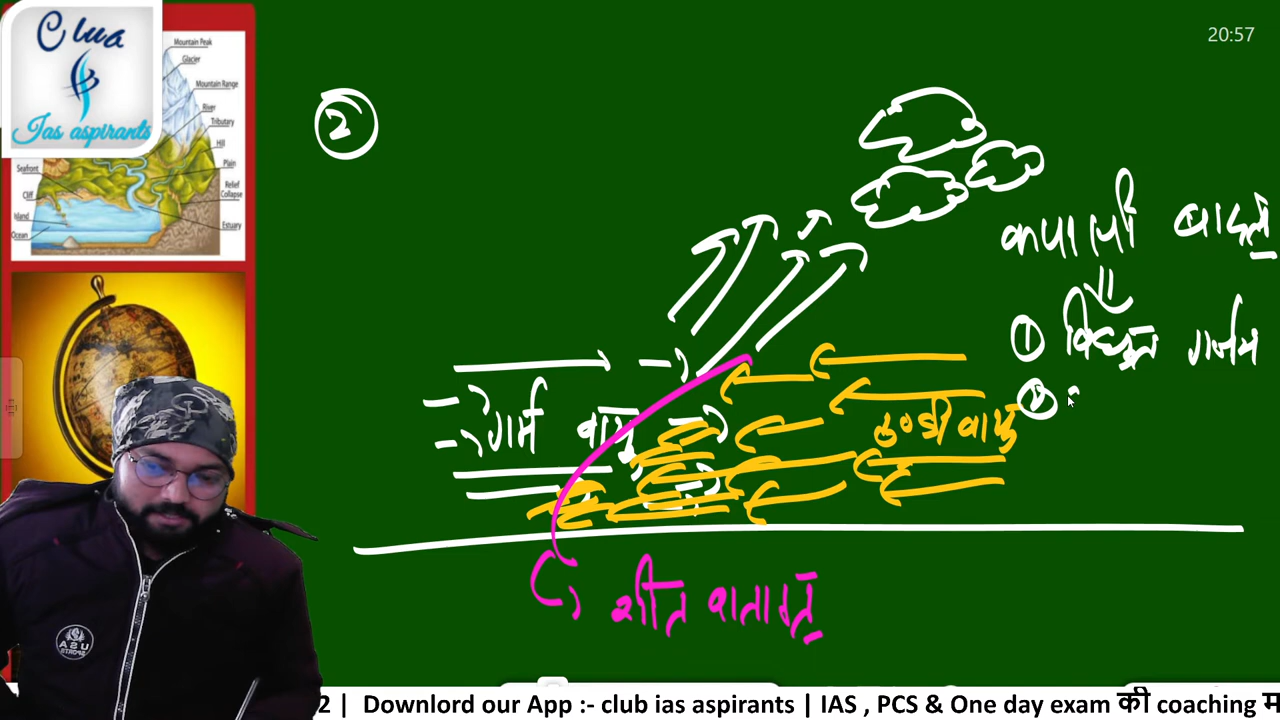 Club
Ias aspirants
Mountain Peak
Glacier
Mountain Range
River
Tributary
Hill
Plain
Relief
Collapse
Estuary
Seafront
Cliff
Island
Ocean
20:57
2
कपासी बादल
① विद्युत गर्जन
②
गर्म वायु
ठण्डी वायु
शीत वाताग्र
USA
2 | Downlord our App :- club ias aspirants | IAS , PCS & One day exam की coaching म